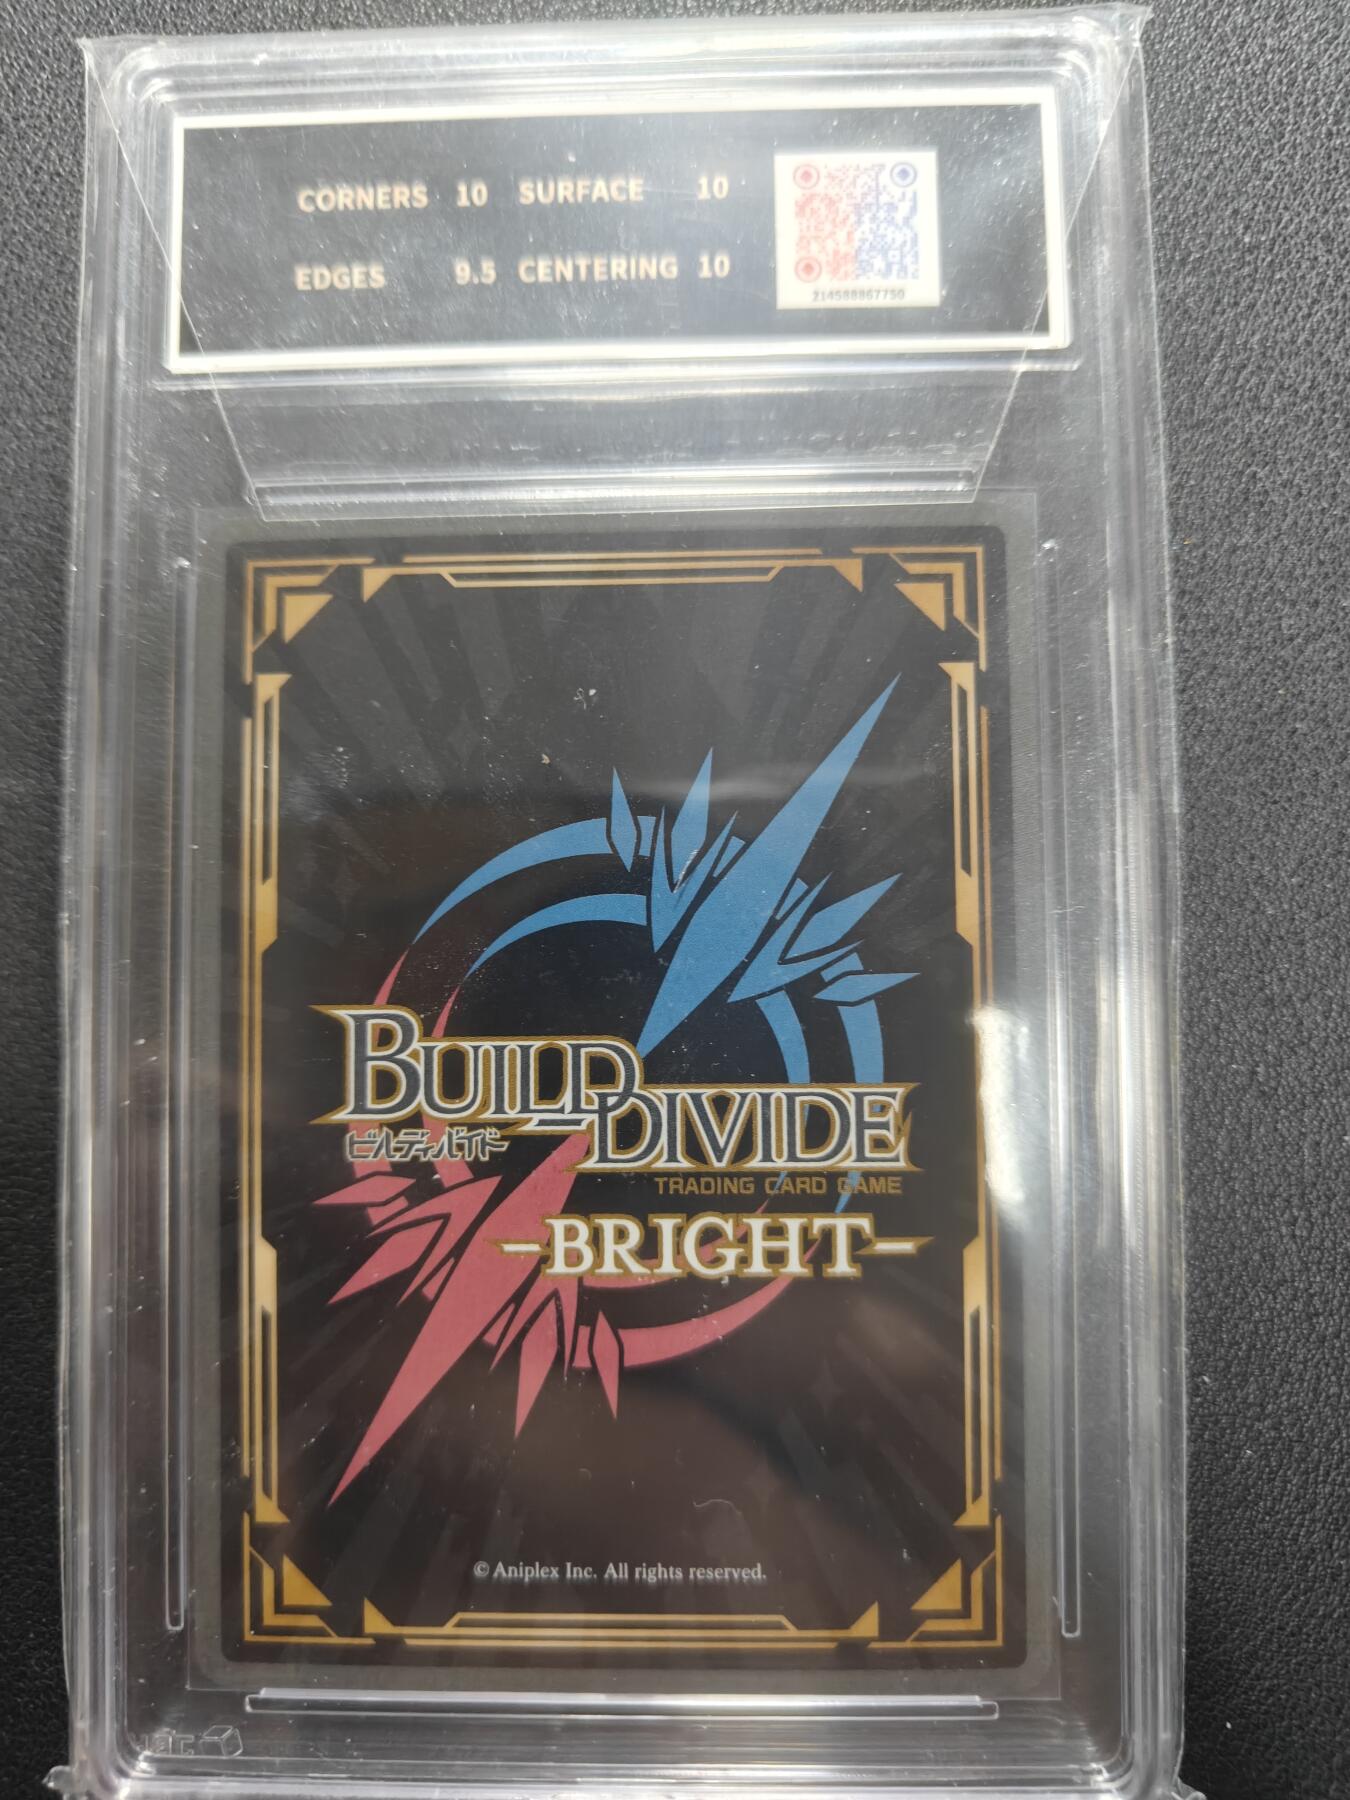 CORNERS 10 SURFACE 10
EDGES 9.5 CENTERING 10
214588867750
BUILD DIVIDE
ビルディバイド
TRADING CARD GAME
-BRIGHT-
© Aniplex Inc. All rights reserved.